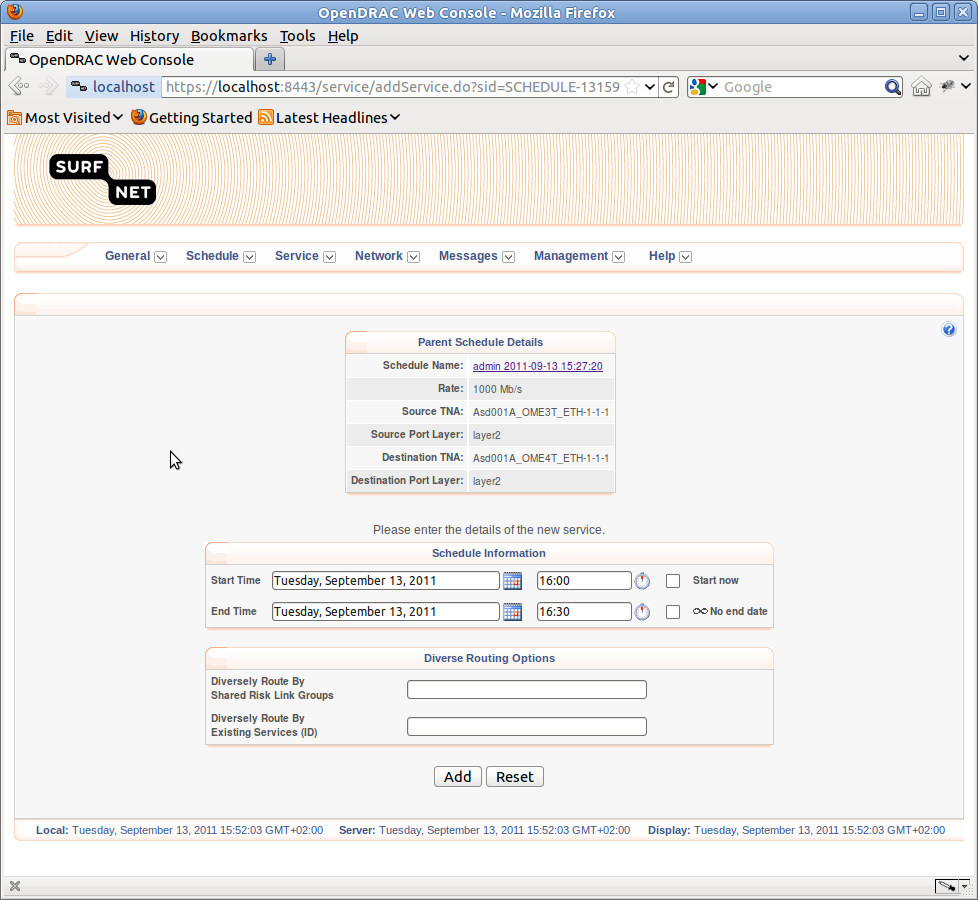 OpenDRAC Web Console - Mozilla Firefox
File Edit View History Bookmarks Tools Help
OpenDRAC Web Console
localhost https://localhost:8443/service/addService.do?sid=SCHEDULE-13159 Google
Most Visited Getting Started Latest Headlines
SURF
NET
General Schedule Service Network Messages Management Help
?
Parent Schedule Details
Schedule Name: admin 2011-09-13 15:27:20
Rate: 1000 Mb/s
Source TNA: Asd001A_OME3T_ETH-1-1-1
Source Port Layer: layer2
Destination TNA: Asd001A_OME4T_ETH-1-1-1
Destination Port Layer: layer2
Please enter the details of the new service.
Schedule Information
Start Time Tuesday, September 13, 2011 16:00 Start now
End Time Tuesday, September 13, 2011 16:30 No end date
Diverse Routing Options
Diversely Route By
Shared Risk Link Groups
Diversely Route By
Existing Services (ID)
Add Reset
Local: Tuesday, September 13, 2011 15:52:03 GMT+02:00 Server: Tuesday, September 13, 2011 15:52:03 GMT+02:00 Display: Tuesday, September 13, 2011 15:52:03 GMT+02:00